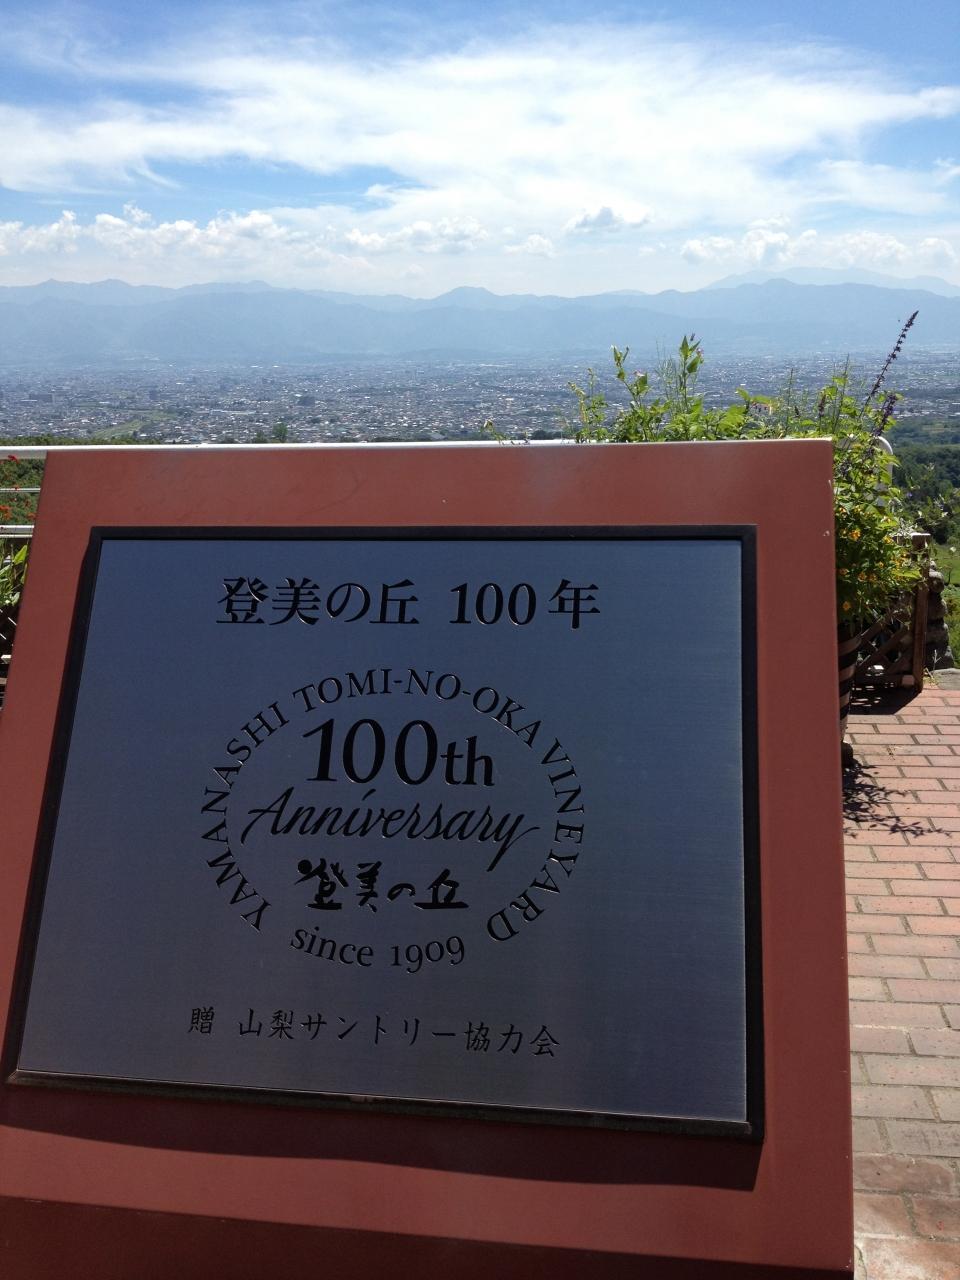 登美の丘 100年
YAMANASHI TOMI-NO-OKA VINEYARD
100th
Anniversary
登美の丘
since 1909
贈 山梨サントリー協力会